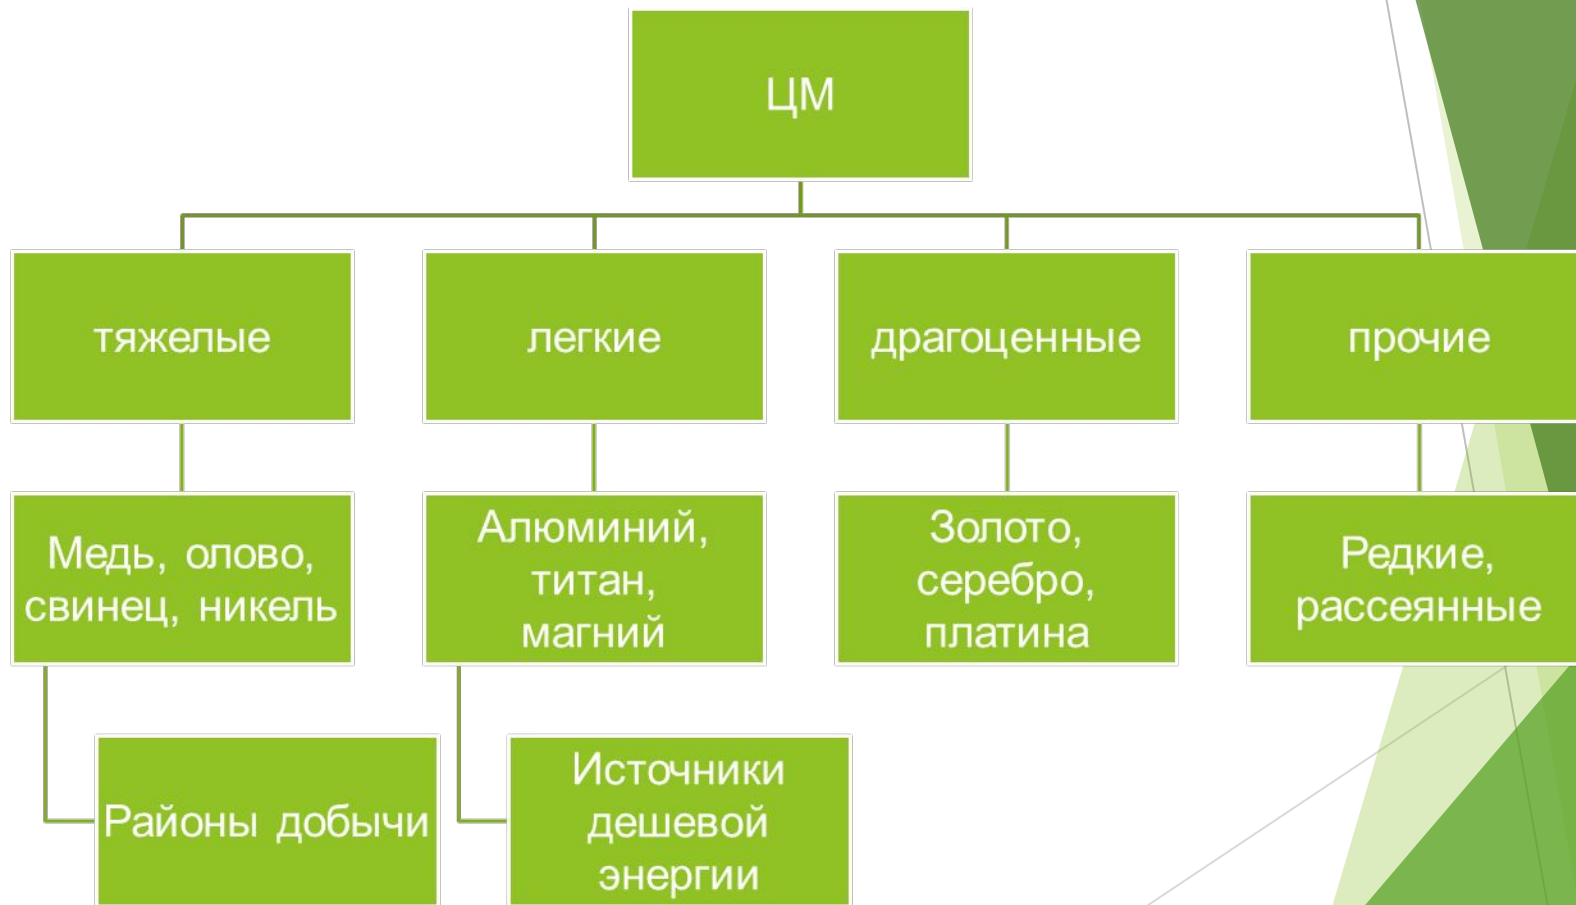 ЦМ
тяжелые
легкие
драгоценные
прочие
Медь, олово,
свинец, никель
Алюминий,
титан,
магний
Золото,
серебро,
платина
Редкие,
рассеянные
Районы добычи
Источники
дешевой
энергии